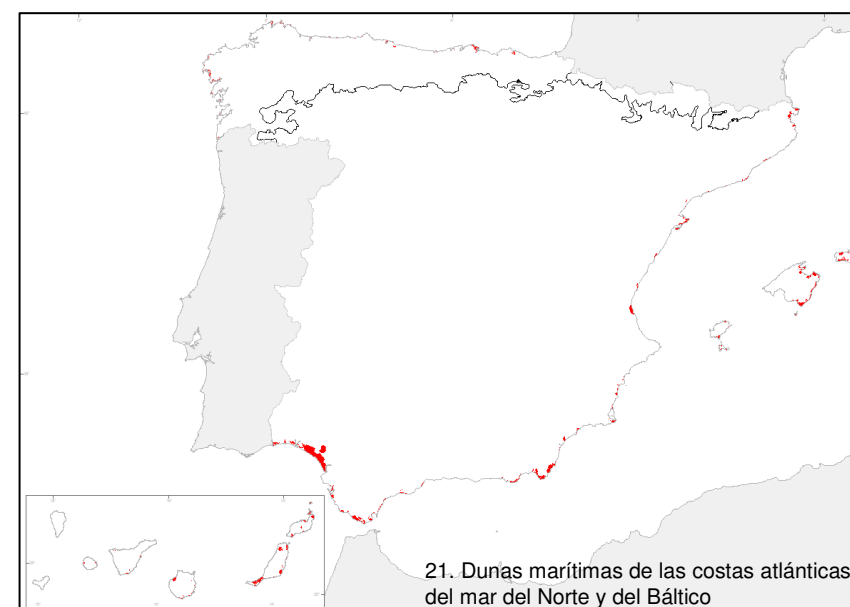 21. Dunas marítimas de las costas atlánticas
del mar del Norte y del Báltico